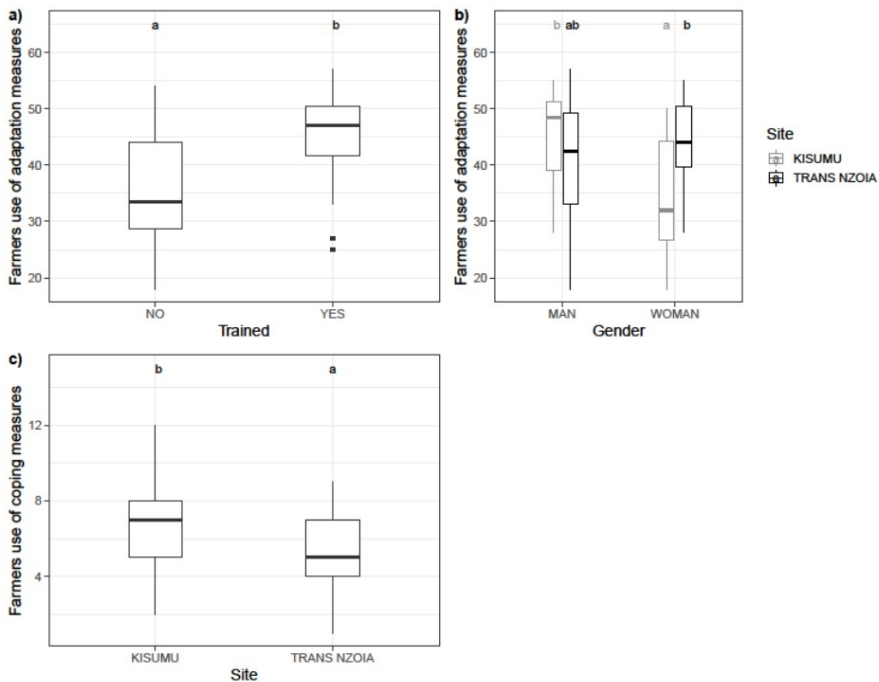 a)
a b
Farmers use of adaptation measures
60
50
40
30
20
NO YES
Trained
b)
b ab a b
Farmers use of adaptation measures
60
50
40
30
20
MAN WOMAN
Gender
Site
a KISUMU
a TRANS NZOIA
c)
b a
Farmers use of coping measures
12
8
4
KISUMU TRANS NZOIA
Site